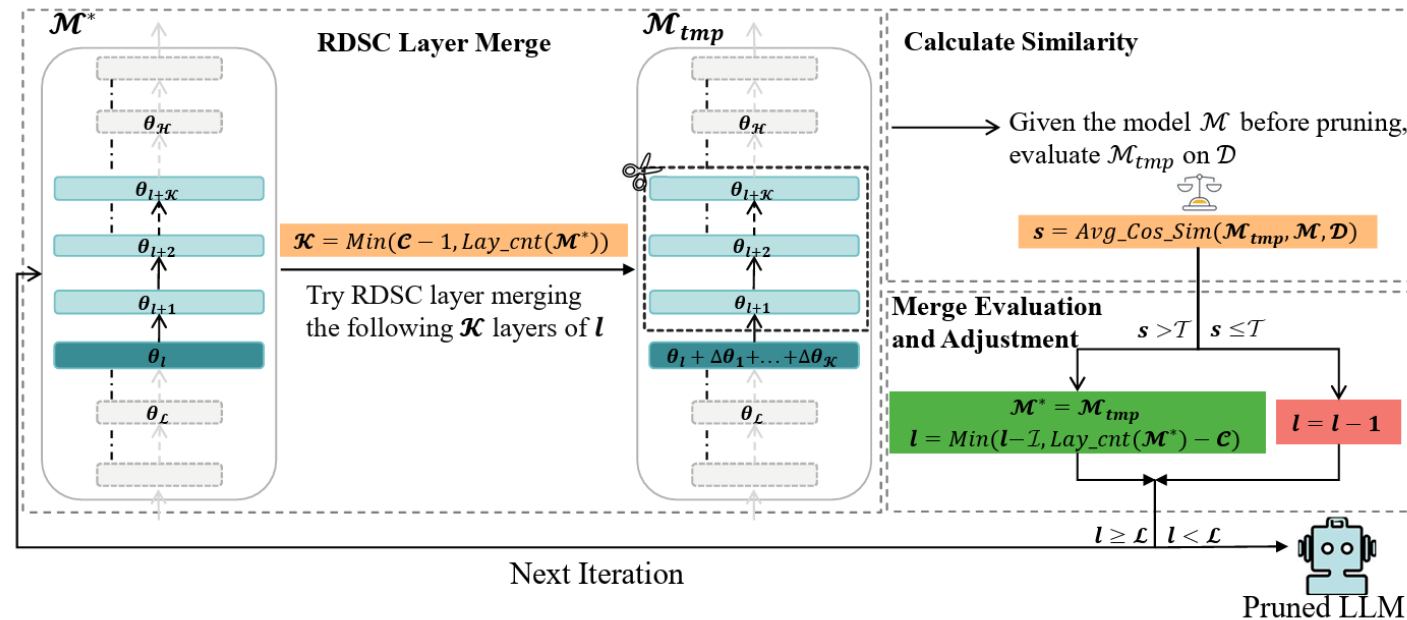 𝓜*
RDSC Layer Merge
𝓜_tmp
θ_𝓗
θ_{l+𝓚}
θ_{l+2}
θ_{l+1}
θ_l
θ_𝓛
𝓚 = Min(𝓒 − 1, Lay_cnt(𝓜*))
Try RDSC layer merging
the following 𝓚 layers of l
θ_𝓗
θ_{l+𝓚}
θ_{l+2}
θ_{l+1}
θ_l + Δθ_1+…+Δθ_𝓚
θ_𝓛
Calculate Similarity
Given the model 𝓜 before pruning,
evaluate 𝓜_tmp on 𝓓
s = Avg_Cos_Sim(𝓜_tmp, 𝓜, 𝓓)
Merge Evaluation
and Adjustment
s > 𝒯
s ≤ 𝒯
𝓜* = 𝓜_tmp
l = Min(l−ℐ, Lay_cnt(𝓜*) − 𝓒)
l = l − 1
l ≥ 𝓛
l < 𝓛
Next Iteration
Pruned LLM